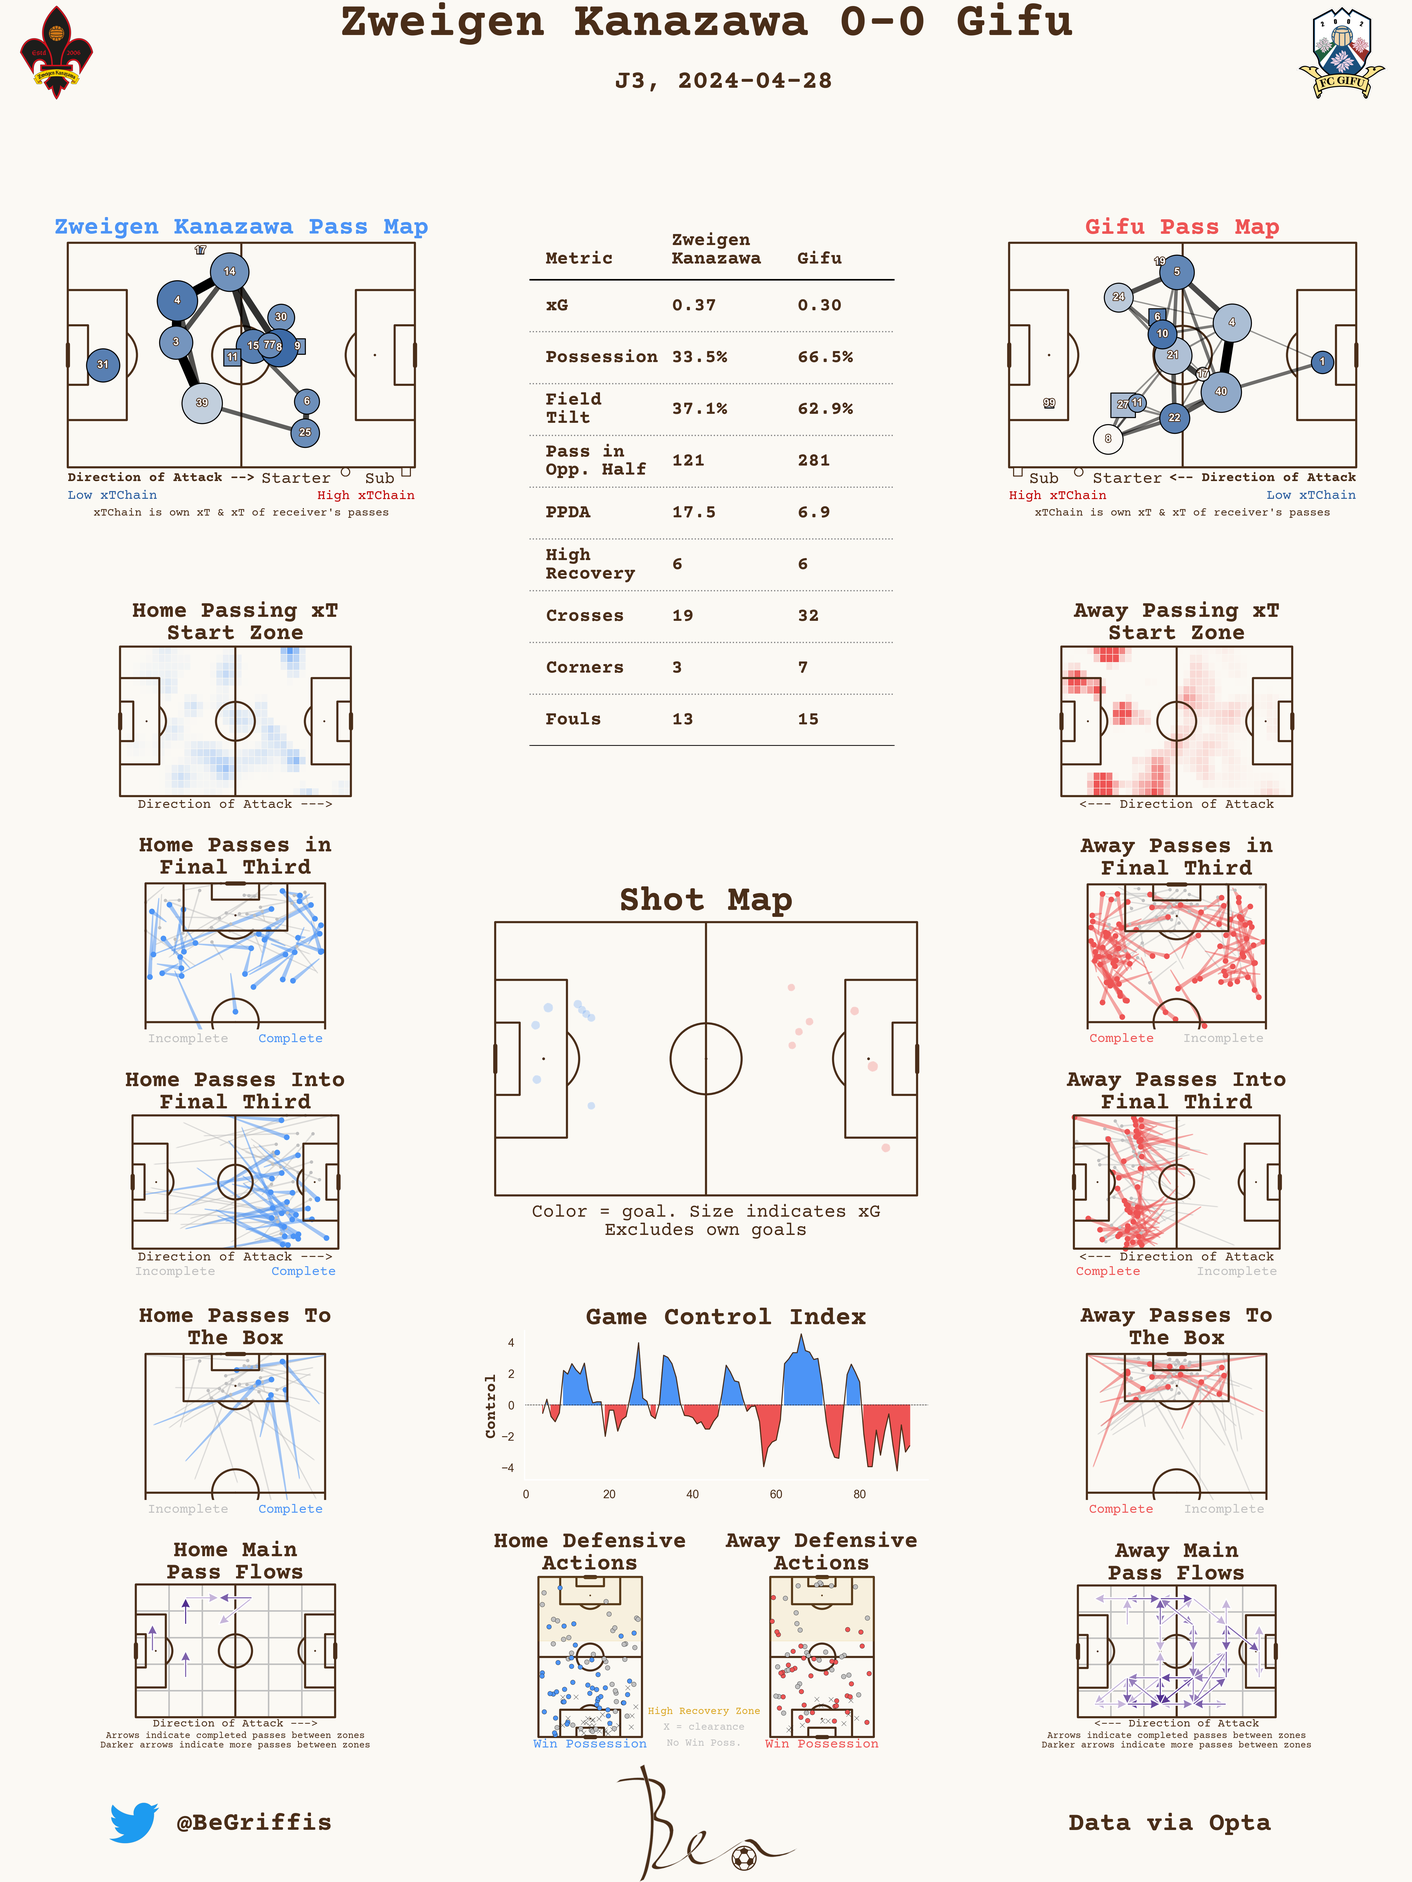 Zweigen Kanazawa 0-0 Gifu
J3, 2024-04-28
Estd 2006
Zweigen Kanazawa
2 0 0 2
FC GIFU
Zweigen Kanazawa Pass Map
17
14
4
30
3
15
77
8
9
11
31
39
6
25
Direction of Attack --> Starter Sub
Low xTChain High xTChain
xTChain is own xT & xT of receiver's passes
Metric Zweigen Kanazawa Gifu
xG 0.37 0.30
Possession 33.5% 66.5%
Field Tilt 37.1% 62.9%
Pass in Opp. Half 121 281
PPDA 17.5 6.9
High Recovery 6 6
Crosses 19 32
Corners 3 7
Fouls 13 15
Gifu Pass Map
19
5
24
6
4
10
21
17
1
40
99
27
11
22
8
Sub Starter <-- Direction of Attack
High xTChain Low xTChain
xTChain is own xT & xT of receiver's passes
Home Passing xT
Start Zone
Direction of Attack --->
Away Passing xT
Start Zone
<--- Direction of Attack
Home Passes in
Final Third
Incomplete Complete
Away Passes in
Final Third
Complete Incomplete
Shot Map
Color = goal. Size indicates xG
Excludes own goals
Home Passes Into
Final Third
Direction of Attack --->
Incomplete Complete
Away Passes Into
Final Third
<--- Direction of Attack
Complete Incomplete
Home Passes To
The Box
Incomplete Complete
Game Control Index
Control
4
2
0
−2
−4
0 20 40 60 80
Away Passes To
The Box
Complete Incomplete
Home Main
Pass Flows
Direction of Attack --->
Arrows indicate completed passes between zones
Darker arrows indicate more passes between zones
Home Defensive
Actions
Win Possession
Away Defensive
Actions
Win Possession
High Recovery Zone
X = clearance
No Win Poss.
Away Main
Pass Flows
<--- Direction of Attack
Arrows indicate completed passes between zones
Darker arrows indicate more passes between zones
@BeGriffis
Ben
Data via Opta